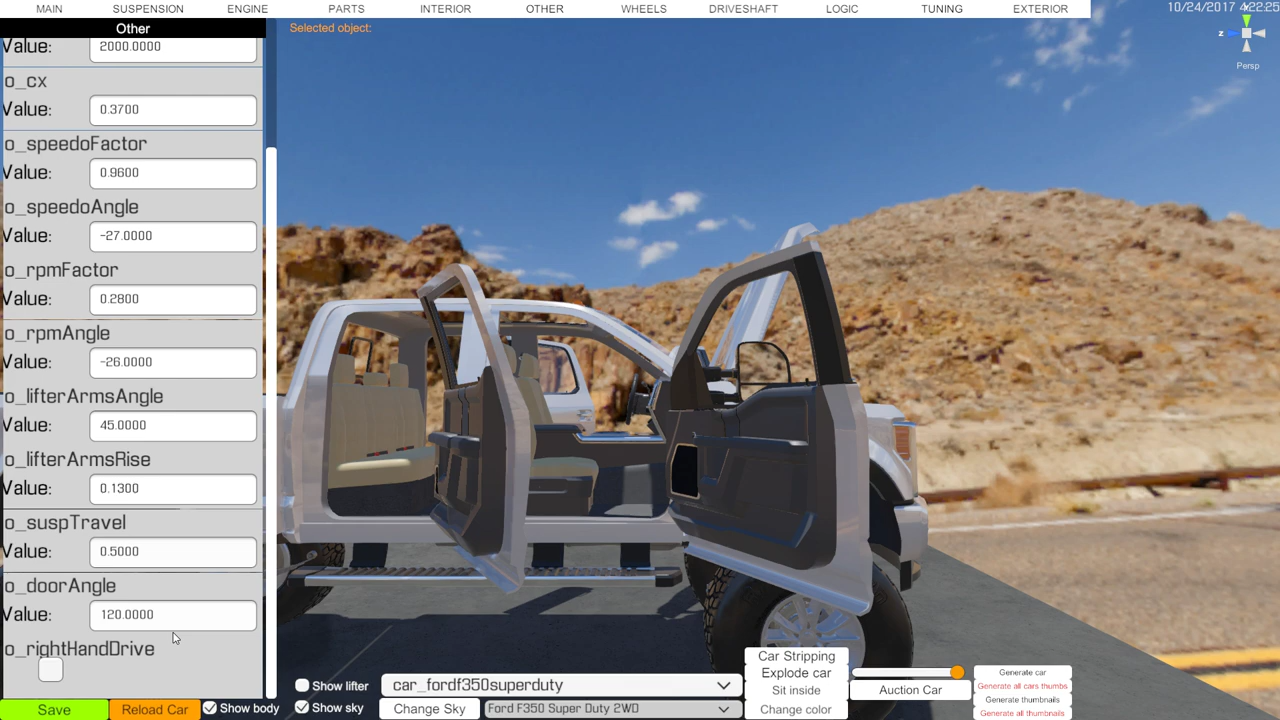 MAIN SUSPENSION ENGINE PARTS INTERIOR OTHER WHEELS DRIVESHAFT LOGIC TUNING EXTERIOR
10/24/2017 4:22:25
Other
Selected object:
Value: 2000.0000
z
Persp
o_cx
Value: 0.3700
o_speedoFactor
Value: 0.9600
o_speedoAngle
Value: -27.0000
o_rpmFactor
Value: 0.2800
o_rpmAngle
Value: -26.0000
o_lifterArmsAngle
Value: 45.0000
o_lifterArmsRise
Value: 0.1300
o_suspTravel
Value: 0.5000
o_doorAngle
Value: 120.0000
o_rightHandDrive
Save
Reload Car
Show body
Show lifter
Show sky
car_fordf350superduty
Change Sky
Ford F350 Super Duty 2WD
Car Stripping
Explode car
Sit inside
Change color
Auction Car
Generate car
Generate all cars thumbs
Generate thumbnails
Generate all thumbnails